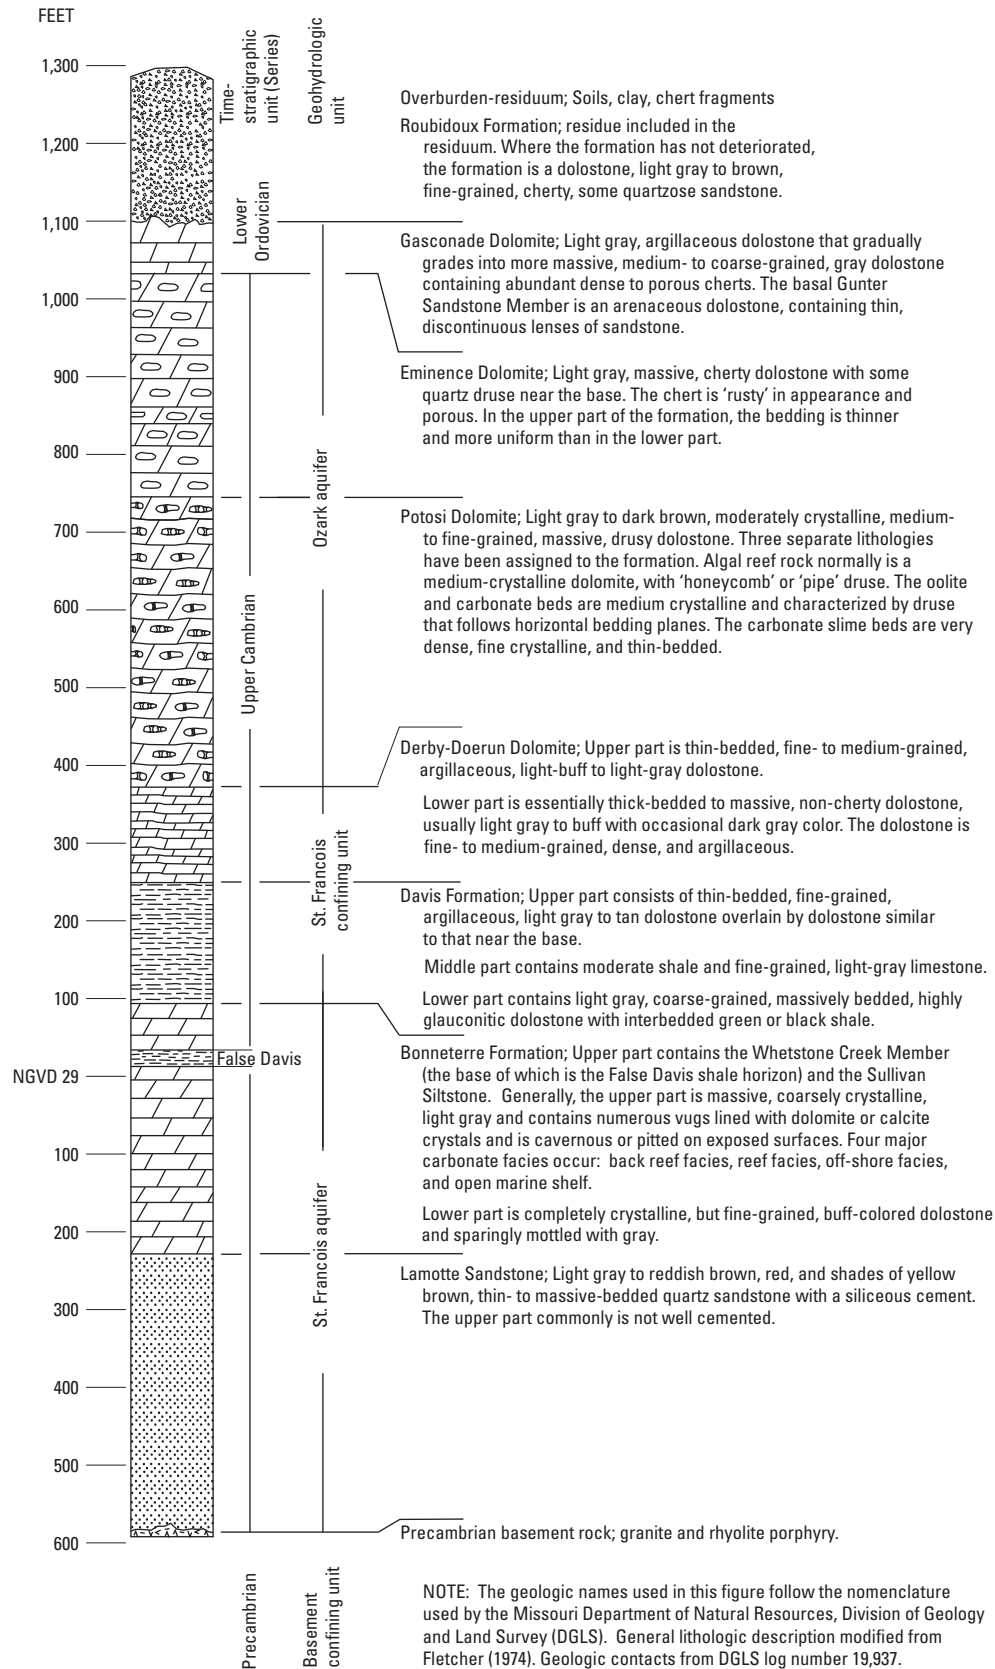 FEET
1,300
1,200
1,100
1,000
900
800
700
600
500
400
300
200
100
NGVD 29
100
200
300
400
500
600
Time-
stratigraphic
unit (Series)
Geohydrologic
unit
Lower
Ordovician
Upper Cambrian
Precambrian
Ozark aquifer
St. Francois
confining unit
St. Francois aquifer
Basement
confining unit
False Davis
Overburden-residuum; Soils, clay, chert fragments
Roubidoux Formation; residue included in the
residuum. Where the formation has not deteriorated,
the formation is a dolostone, light gray to brown,
fine-grained, cherty, some quartzose sandstone.
Gasconade Dolomite; Light gray, argillaceous dolostone that gradually
grades into more massive, medium- to coarse-grained, gray dolostone
containing abundant dense to porous cherts. The basal Gunter
Sandstone Member is an arenaceous dolostone, containing thin,
discontinuous lenses of sandstone.
Eminence Dolomite; Light gray, massive, cherty dolostone with some
quartz druse near the base. The chert is ‘rusty’ in appearance and
porous. In the upper part of the formation, the bedding is thinner
and more uniform than in the lower part.
Potosi Dolomite; Light gray to dark brown, moderately crystalline, medium-
to fine-grained, massive, drusy dolostone. Three separate lithologies
have been assigned to the formation. Algal reef rock normally is a
medium-crystalline dolomite, with ‘honeycomb’ or ‘pipe’ druse. The oolite
and carbonate beds are medium crystalline and characterized by druse
that follows horizontal bedding planes. The carbonate slime beds are very
dense, fine crystalline, and thin-bedded.
Derby-Doerun Dolomite; Upper part is thin-bedded, fine- to medium-grained,
argillaceous, light-buff to light-gray dolostone.
Lower part is essentially thick-bedded to massive, non-cherty dolostone,
usually light gray to buff with occasional dark gray color. The dolostone is
fine- to medium-grained, dense, and argillaceous.
Davis Formation; Upper part consists of thin-bedded, fine-grained,
argillaceous, light gray to tan dolostone overlain by dolostone similar
to that near the base.
Middle part contains moderate shale and fine-grained, light-gray limestone.
Lower part contains light gray, coarse-grained, massively bedded, highly
glauconitic dolostone with interbedded green or black shale.
Bonneterre Formation; Upper part contains the Whetstone Creek Member
(the base of which is the False Davis shale horizon) and the Sullivan
Siltstone. Generally, the upper part is massive, coarsely crystalline,
light gray and contains numerous vugs lined with dolomite or calcite
crystals and is cavernous or pitted on exposed surfaces. Four major
carbonate facies occur: back reef facies, reef facies, off-shore facies,
and open marine shelf.
Lower part is completely crystalline, but fine-grained, buff-colored dolostone
and sparingly mottled with gray.
Lamotte Sandstone; Light gray to reddish brown, red, and shades of yellow
brown, thin- to massive-bedded quartz sandstone with a siliceous cement.
The upper part commonly is not well cemented.
Precambrian basement rock; granite and rhyolite porphyry.
NOTE: The geologic names used in this figure follow the nomenclature
used by the Missouri Department of Natural Resources, Division of Geology
and Land Survey (DGLS). General lithologic description modified from
Fletcher (1974). Geologic contacts from DGLS log number 19,937.